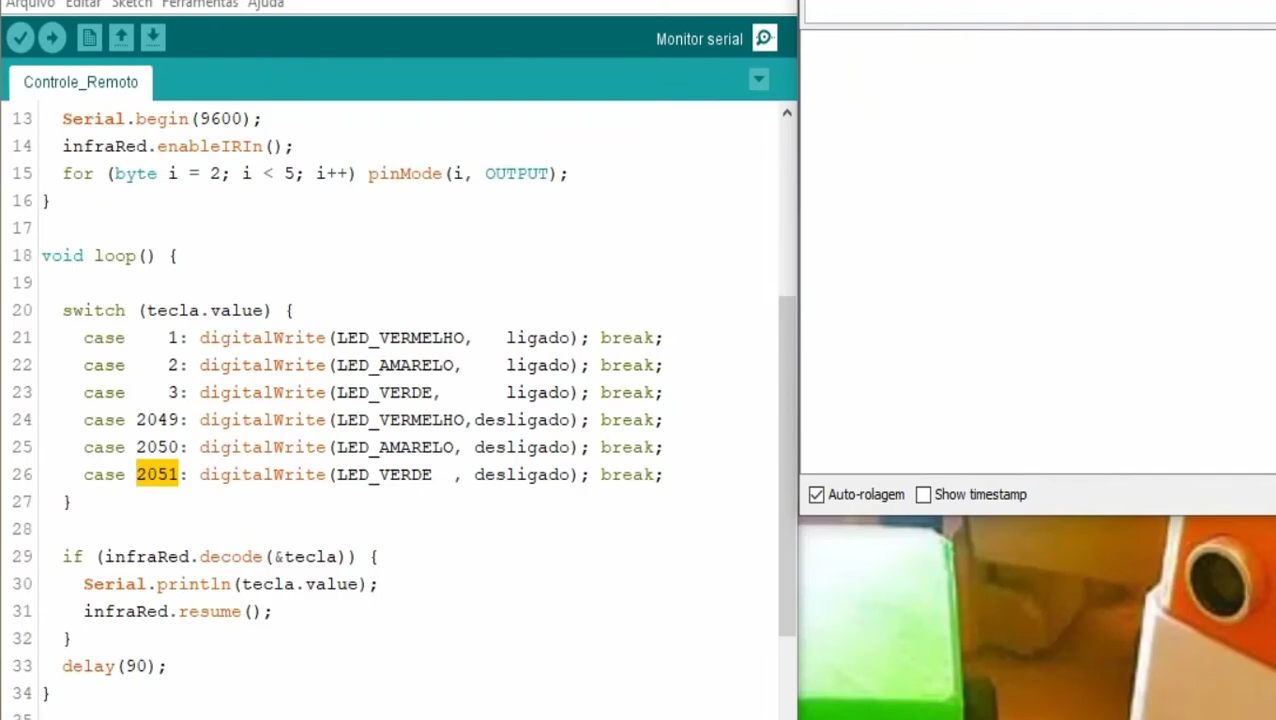 Arquivo Editar Sketch Ferramentas Ajuda
Monitor serial
Controle_Remoto
13 Serial.begin(9600);
14 infraRed.enableIRIn();
15 for (byte i = 2; i < 5; i++) pinMode(i, OUTPUT);
16 }
17
18 void loop() {
19
20 switch (tecla.value) {
21 case 1: digitalWrite(LED_VERMELHO, ligado); break;
22 case 2: digitalWrite(LED_AMARELO, ligado); break;
23 case 3: digitalWrite(LED_VERDE, ligado); break;
24 case 2049: digitalWrite(LED_VERMELHO,desligado); break;
25 case 2050: digitalWrite(LED_AMARELO, desligado); break;
26 case 2051: digitalWrite(LED_VERDE , desligado); break;
27 }
28
29 if (infraRed.decode(&tecla)) {
30 Serial.println(tecla.value);
31 infraRed.resume();
32 }
33 delay(90);
34 }
35
Auto-rolagem Show timestamp